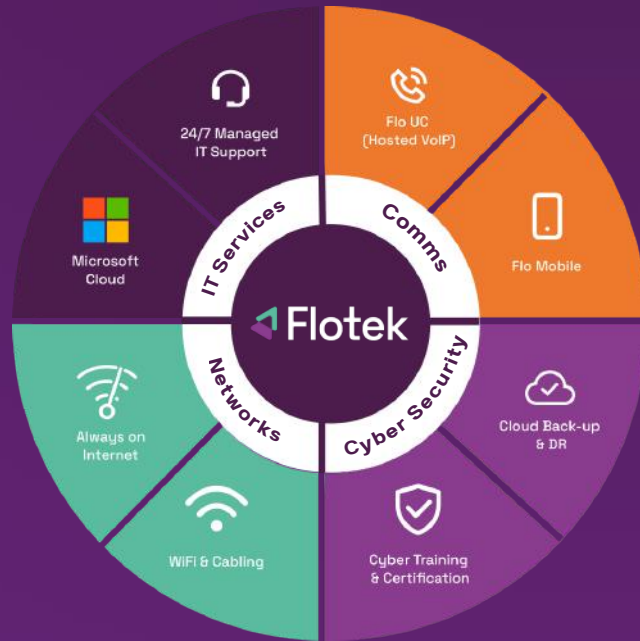 24/7 Managed
IT Support
Flo UC
(Hosted VoIP)
Microsoft
Cloud
IT Services
Comms
Flo Mobile
Flotek
Always on
Internet
Networks
Cyber Security
Cloud Back-up
& DR
WiFi & Cabling
Cyber Training
& Certification